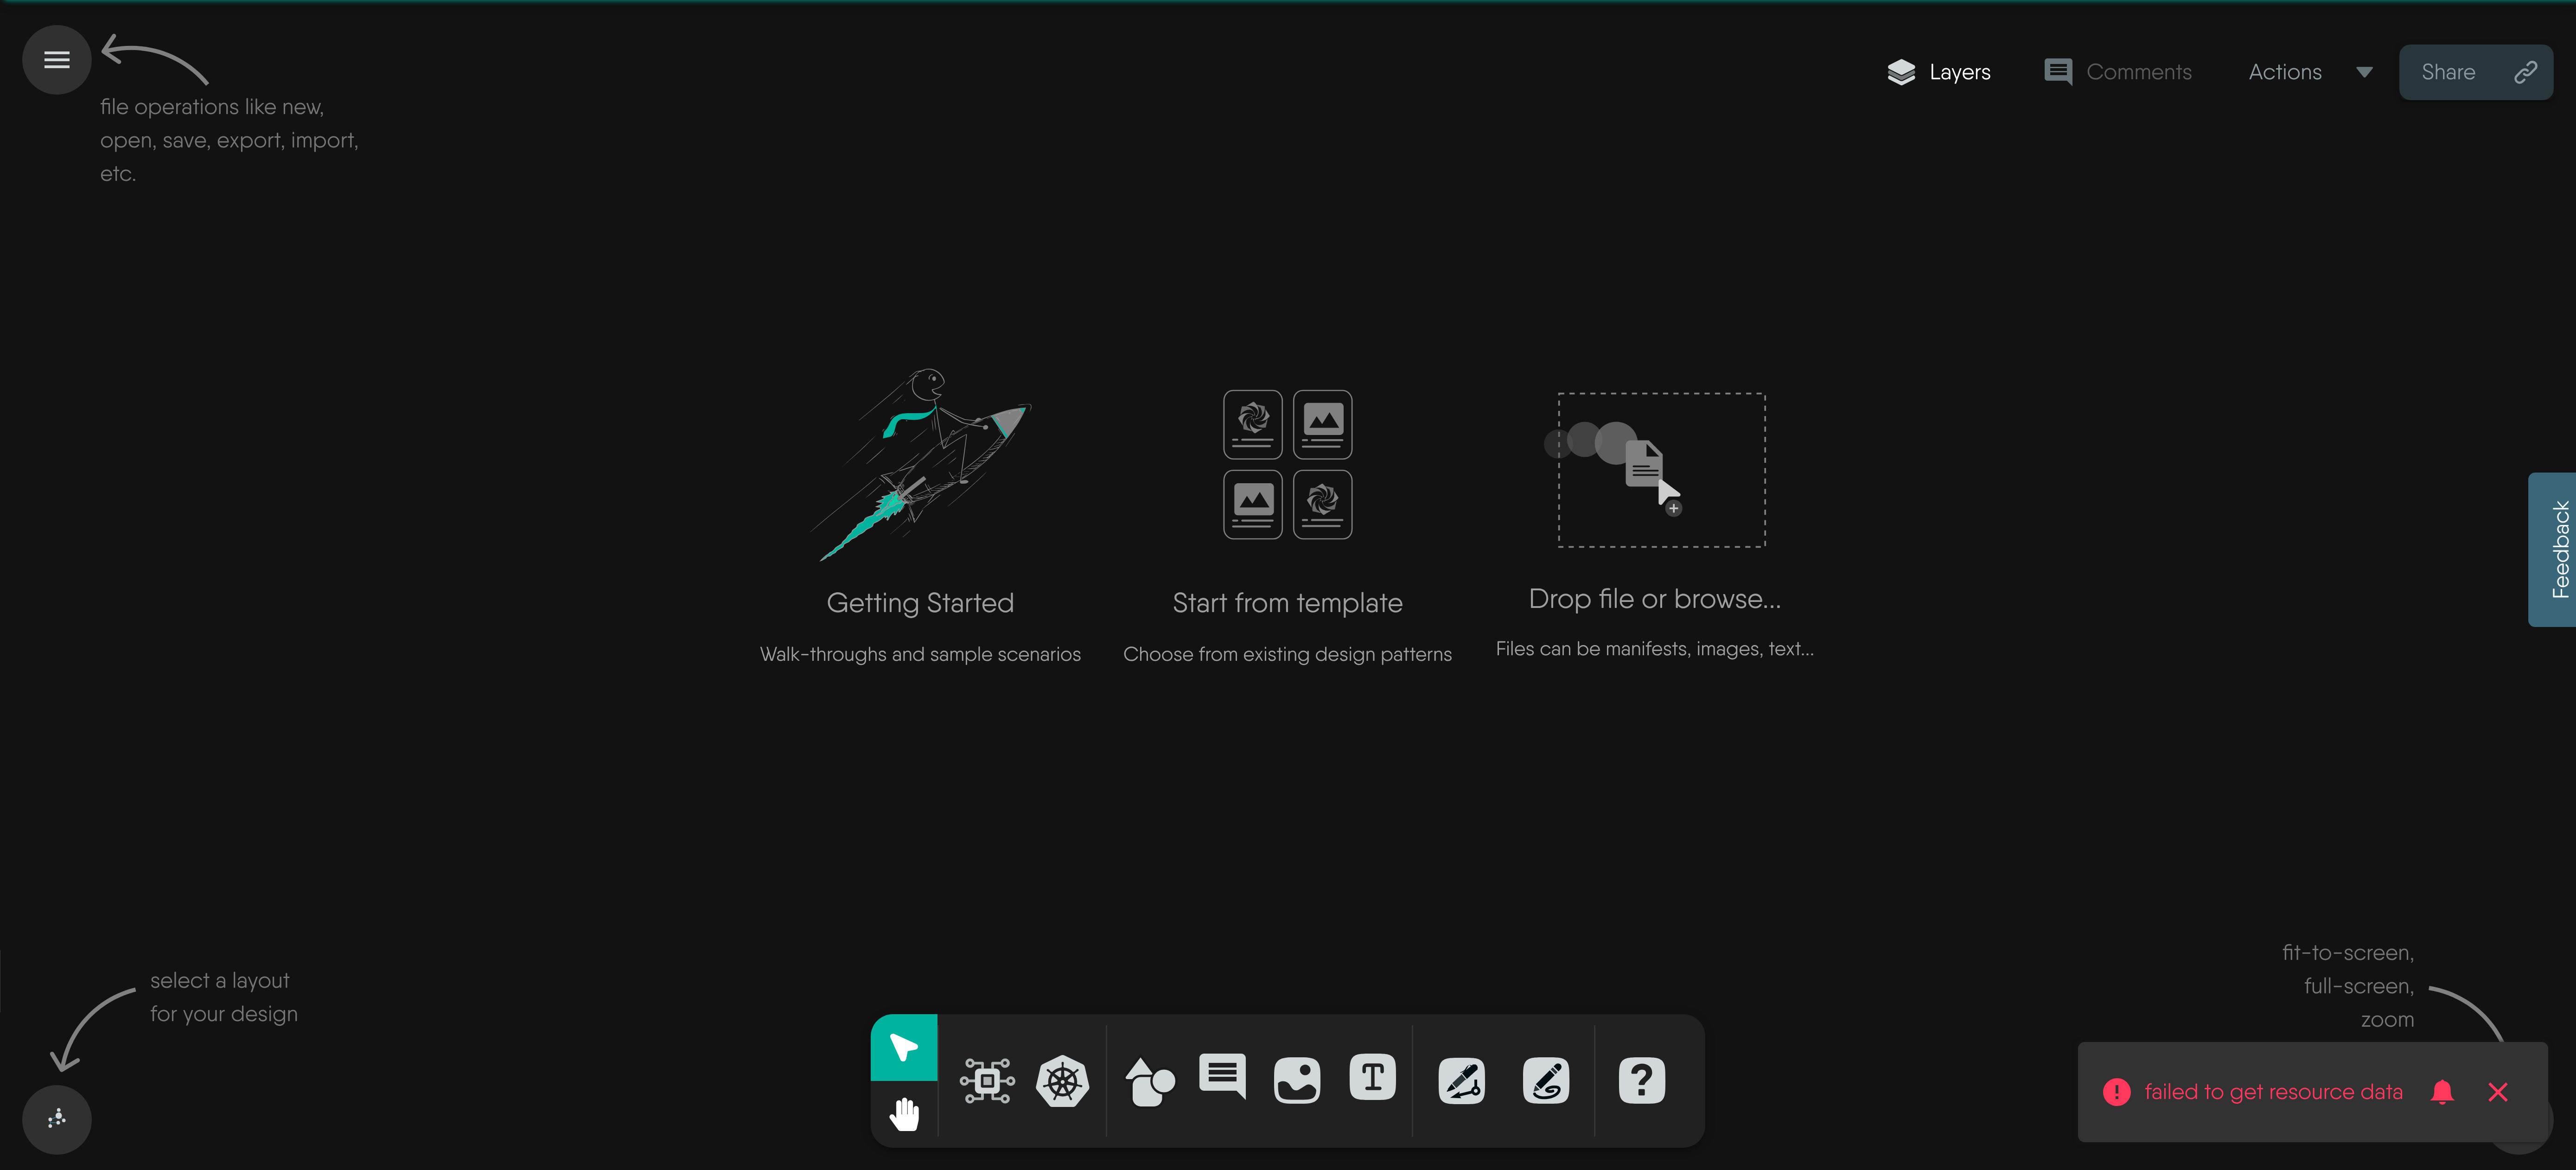 file operations like new,
open, save, export, import,
etc.
Layers
Comments
Actions
Share
Getting Started
Walk-throughs and sample scenarios
Start from template
Choose from existing design patterns
Drop file or browse...
Files can be manifests, images, text...
Feedback
select a layout
for your design
fit-to-screen,
full-screen,
zoom
T
?
! failed to get resource data